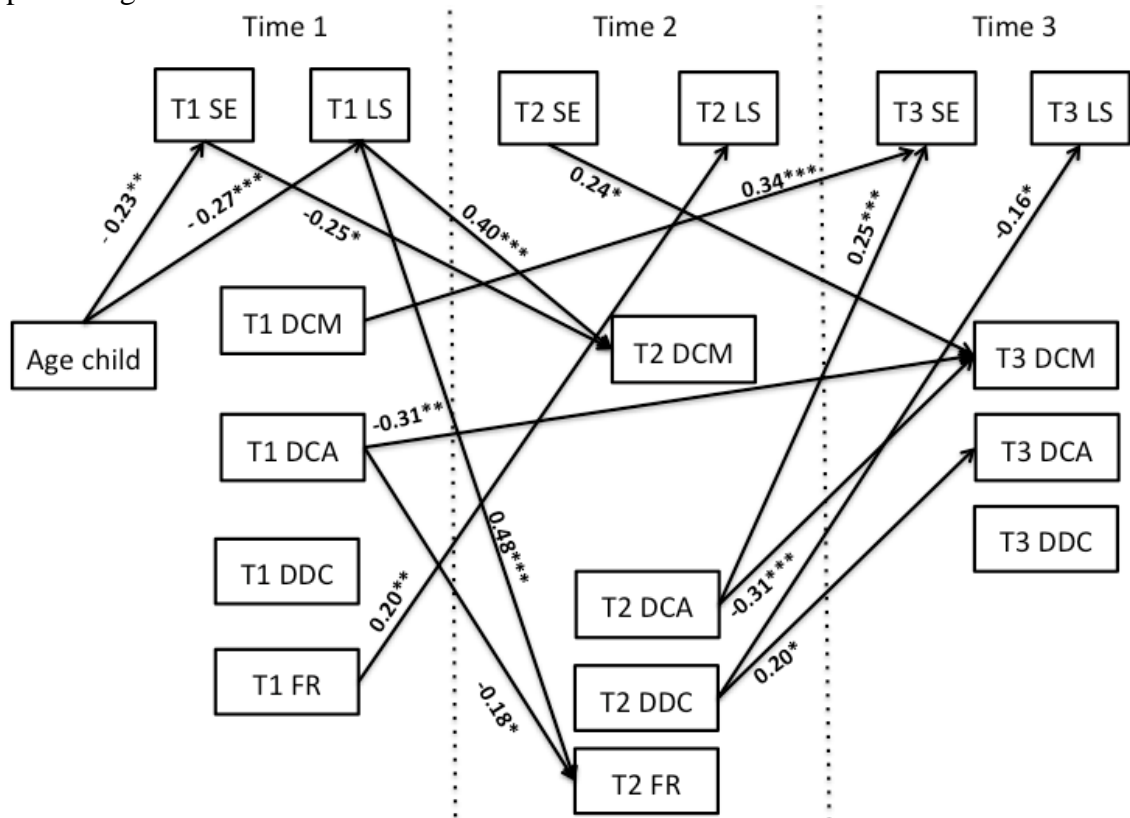 Time 1
Time 2
Time 3
T1 SE
T1 LS
T2 SE
T2 LS
T3 SE
T3 LS
- 0.23**
- 0.27***
-0.25*
0.40***
0.24*
0.34***
0.25***
-0.16*
T1 DCM
T2 DCM
T3 DCM
Age child
-0.31**
T1 DCA
T3 DCA
0.48***
T1 DDC
T3 DDC
0.20**
T2 DCA
-0.31***
0.20*
T1 FR
-0.18*
T2 DDC
T2 FR